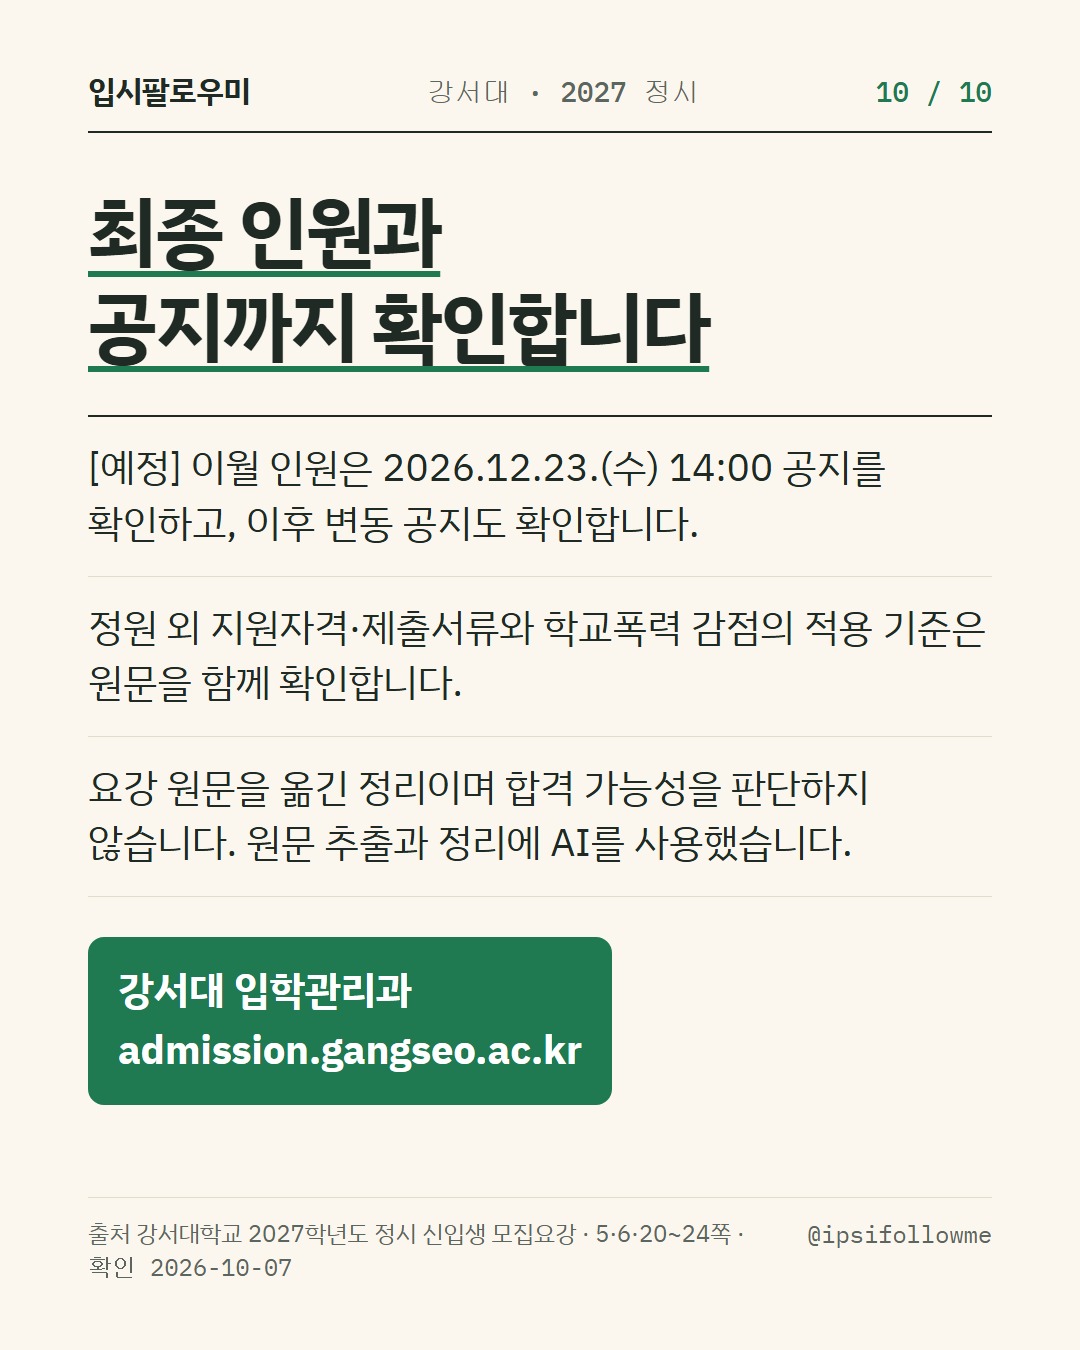 입시팔로우미
강서대 · 2027 정시
10 / 10
최종 인원과
공지까지 확인합니다
[예정] 이월 인원은 2026.12.23.(수) 14:00 공지를
확인하고, 이후 변동 공지도 확인합니다.
정원 외 지원자격·제출서류와 학교폭력 감점의 적용 기준은
원문을 함께 확인합니다.
요강 원문을 옮긴 정리이며 합격 가능성을 판단하지
않습니다. 원문 추출과 정리에 AI를 사용했습니다.
강서대 입학관리과
admission.gangseo.ac.kr
출처 강서대학교 2027학년도 정시 신입생 모집요강 · 5·6·20~24쪽 ·
확인 2026-10-07
@ipsifollowme